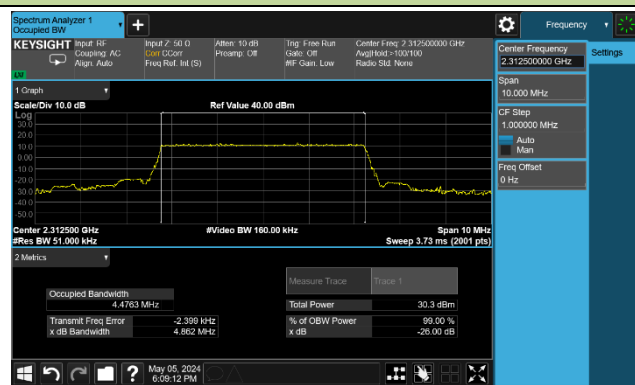 Spectrum Analyzer 1
Occupied BW
+
Frequency
KEYSIGHT
Input: RF
Coupling: AC
Align: Auto
Input Z: 50 Ω
Corr CCorr
Freq Ref: Int (S)
Atten: 10 dB
Preamp: Off
Trig: Free Run
Gate: Off
#IF Gain: Low
Center Freq: 2.312500000 GHz
Avg|Hold:>100/100
Radio Std: None
Center Frequency
2.312500000 GHz
Settings
Span
10.000 MHz
CF Step
1.000000 MHz
Auto
Man
Freq Offset
0 Hz
1 Graph
Scale/Div 10.0 dB
Ref Value 40.00 dBm
Log
30.0
20.0
10.0
0.00
-10.0
-20.0
-30.0
-40.0
-50.0
Center 2.312500 GHz
#Video BW 160.00 kHz
Span 10 MHz
#Res BW 51.000 kHz
Sweep 3.73 ms (2001 pts)
2 Metrics
Measure Trace
Trace 1
Occupied Bandwidth
4.4763 MHz
Total Power
30.3 dBm
Transmit Freq Error
-2.399 kHz
% of OBW Power
99.00 %
x dB Bandwidth
4.862 MHz
x dB
-26.00 dB
?
May 05, 2024
6:09:12 PM